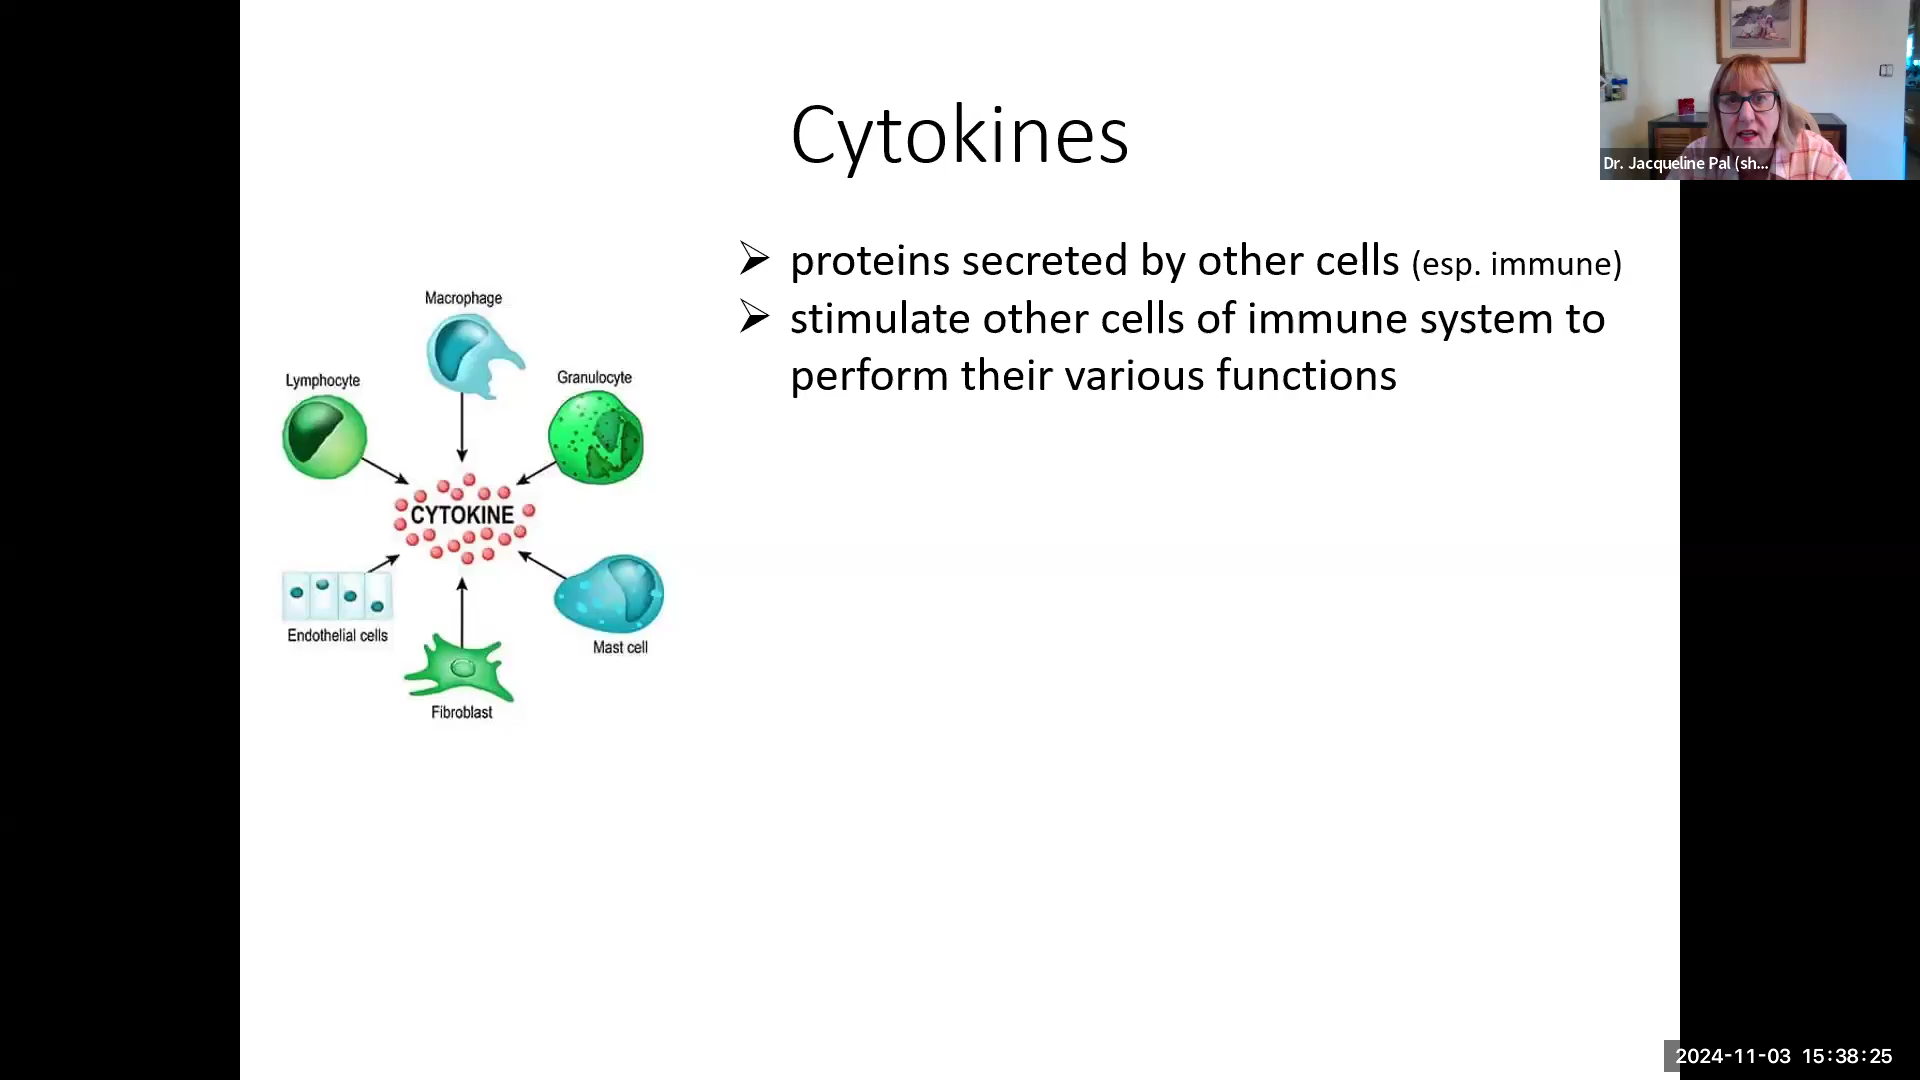 Cytokines
Dr. Jacqueline Pal (sh...
➢ proteins secreted by other cells (esp. immune)
➢ stimulate other cells of immune system to
perform their various functions
Macrophage
Lymphocyte
Granulocyte
CYTOKINE
Endothelial cells
Mast cell
Fibroblast
2024-11-03 15:38:25